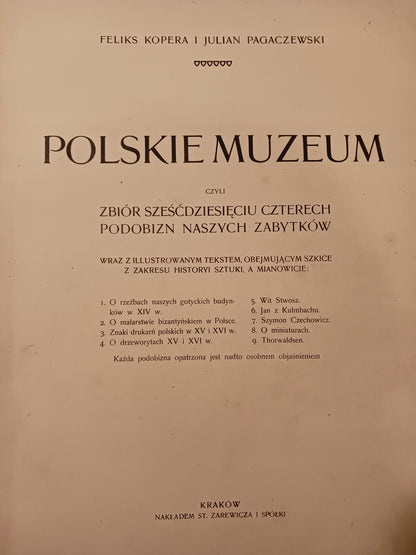 FELIKS KOPERA I JULIAN PAGACZEWSKI
POLSKIE MUZEUM
CZYLI
ZBIÓR SZEŚĆDZIESIĘCIU CZTERECH
PODOBIZN NASZYCH ZABYTKÓW
WRAZ Z ILLUSTROWANYM TEKSTEM, OBEJMUJĄCYM SZKICE
Z ZAKRESU HISTORYI SZTUKI, A MIANOWICIE:
1. O rzeźbach naszych gotyckich budyn-
ków w XIV w.
2. O malarstwie bizantyńskiem w Polsce.
3. Znaki drukarń polskich w XV i XVI w.
4. O drzeworytach XV i XVI w.
5. Wit Stwosz.
6. Jan z Kulmbachu.
7. Szymon Czechowicz.
8. O miniaturach.
9. Thorwaldsen.
Każda podobizna opatrzona jest nadto osobnem objaśnieniem
KRAKÓW
NAKŁADEM ST. ZAREWICZA I SPÓŁKI